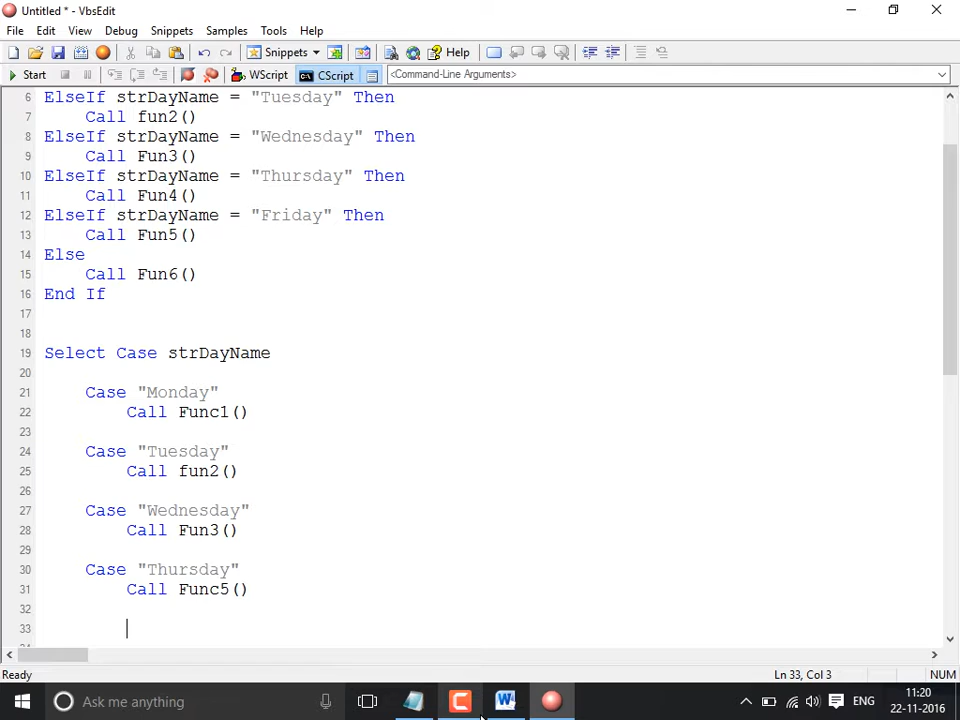 Untitled * - VbsEdit
File Edit View Debug Snippets Samples Tools Help
Snippets Help
Start WScript CScript <Command-Line Arguments>
6 ElseIf strDayName = "Tuesday" Then
7 Call fun2()
8 ElseIf strDayName = "Wednesday" Then
9 Call Fun3()
10 ElseIf strDayName = "Thursday" Then
11 Call Fun4()
12 ElseIf strDayName = "Friday" Then
13 Call Fun5()
14 Else
15 Call Fun6()
16 End If
17
18
19 Select Case strDayName
20
21 Case "Monday"
22 Call Func1()
23
24 Case "Tuesday"
25 Call fun2()
26
27 Case "Wednesday"
28 Call Fun3()
29
30 Case "Thursday"
31 Call Func5()
32
33
Ready Ln 33, Col 3 NUM
Ask me anything ENG 11:20
22-11-2016